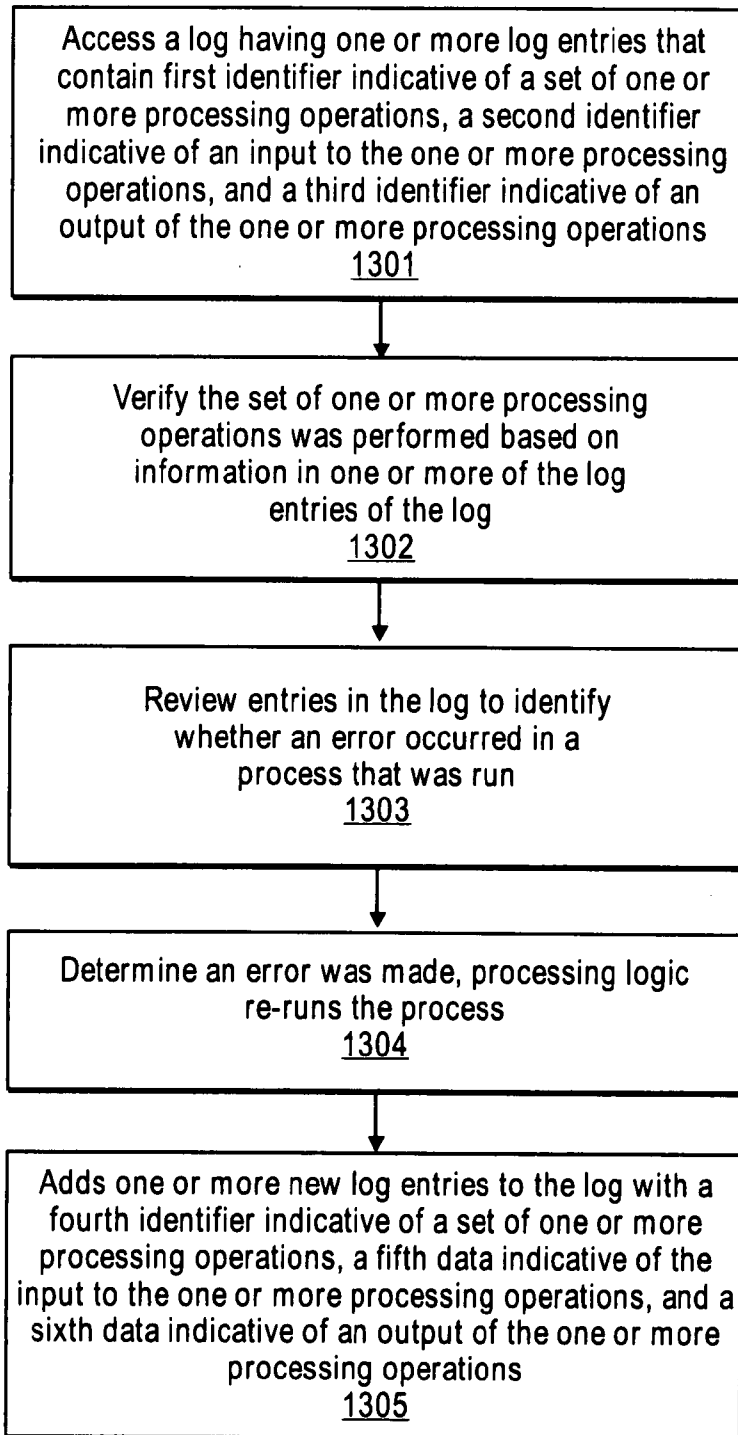 Access a log having one or more log entries that
contain first identifier indicative of a set of one or
more processing operations, a second identifier
indicative of an input to the one or more processing
operations, and a third identifier indicative of an
output of the one or more processing operations
1301
Verify the set of one or more processing
operations was performed based on
information in one or more of the log
entries of the log
1302
Review entries in the log to identify
whether an error occurred in a
process that was run
1303
Determine an error was made, processing logic
re-runs the process
1304
Adds one or more new log entries to the log with a
fourth identifier indicative of a set of one or more
processing operations, a fifth data indicative of the
input to the one or more processing operations, and a
sixth data indicative of an output of the one or more
processing operations
1305